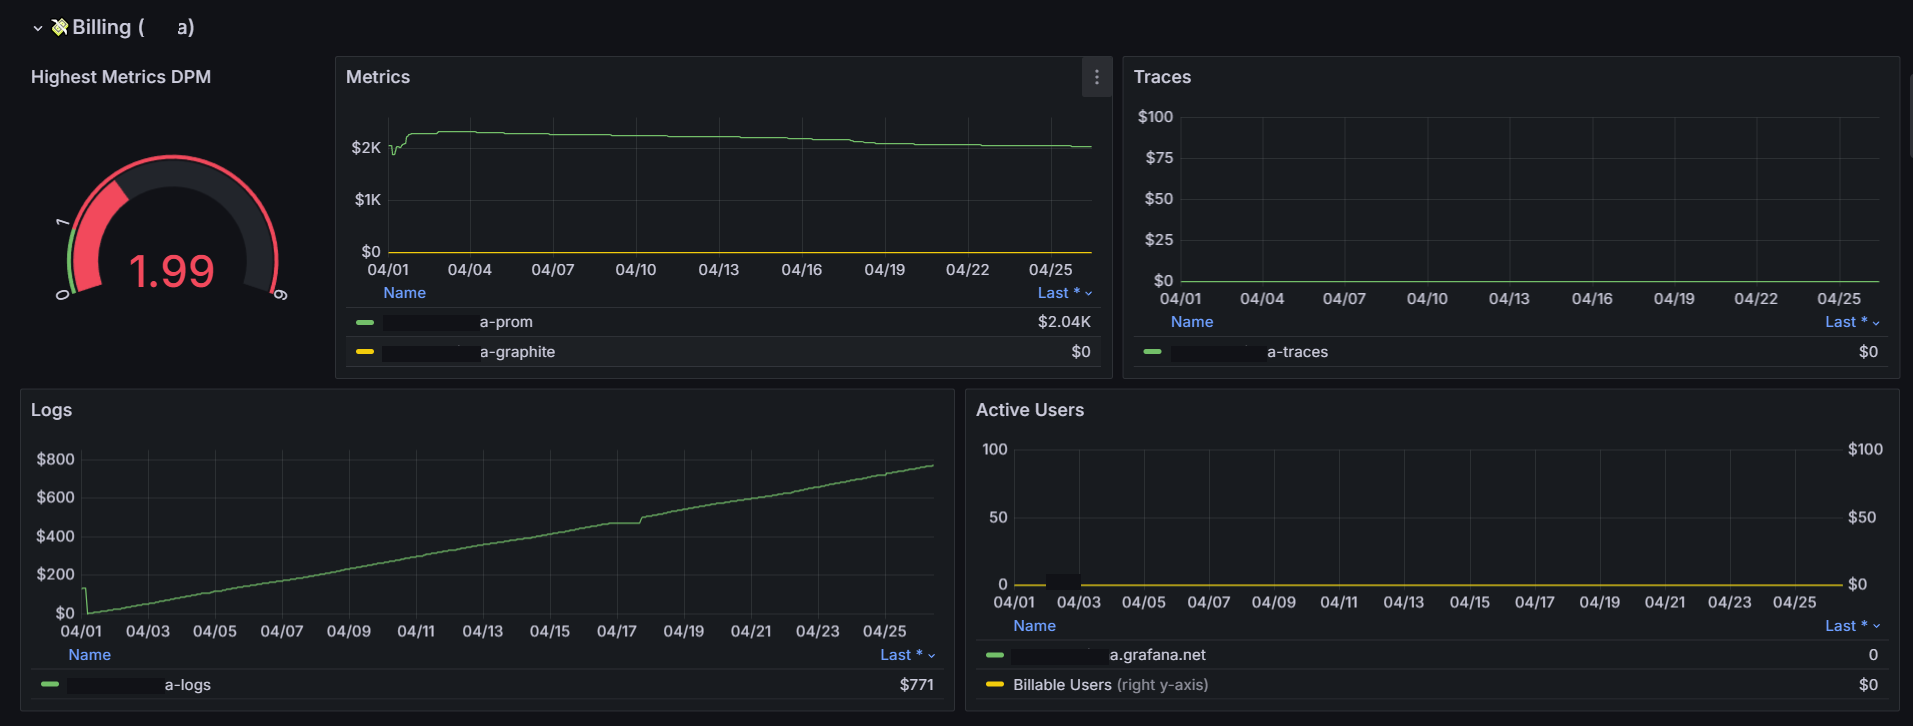 Billing ( a)
Highest Metrics DPM
0
1
6
1.99
Metrics
$2K
$1K
$0
04/01 04/04 04/07 04/10 04/13 04/16 04/19 04/22 04/25
Name Last *
a-prom $2.04K
a-graphite $0
Traces
$100
$75
$50
$25
$0
04/01 04/04 04/07 04/10 04/13 04/16 04/19 04/22 04/25
Name Last *
a-traces $0
Logs
$800
$600
$400
$200
$0
04/01 04/03 04/05 04/07 04/09 04/11 04/13 04/15 04/17 04/19 04/21 04/23 04/25
Name Last *
a-logs $771
Active Users
100 $100
50 $50
0 $0
04/01 04/03 04/05 04/07 04/09 04/11 04/13 04/15 04/17 04/19 04/21 04/23 04/25
Name Last *
a.grafana.net 0
Billable Users (right y-axis) $0